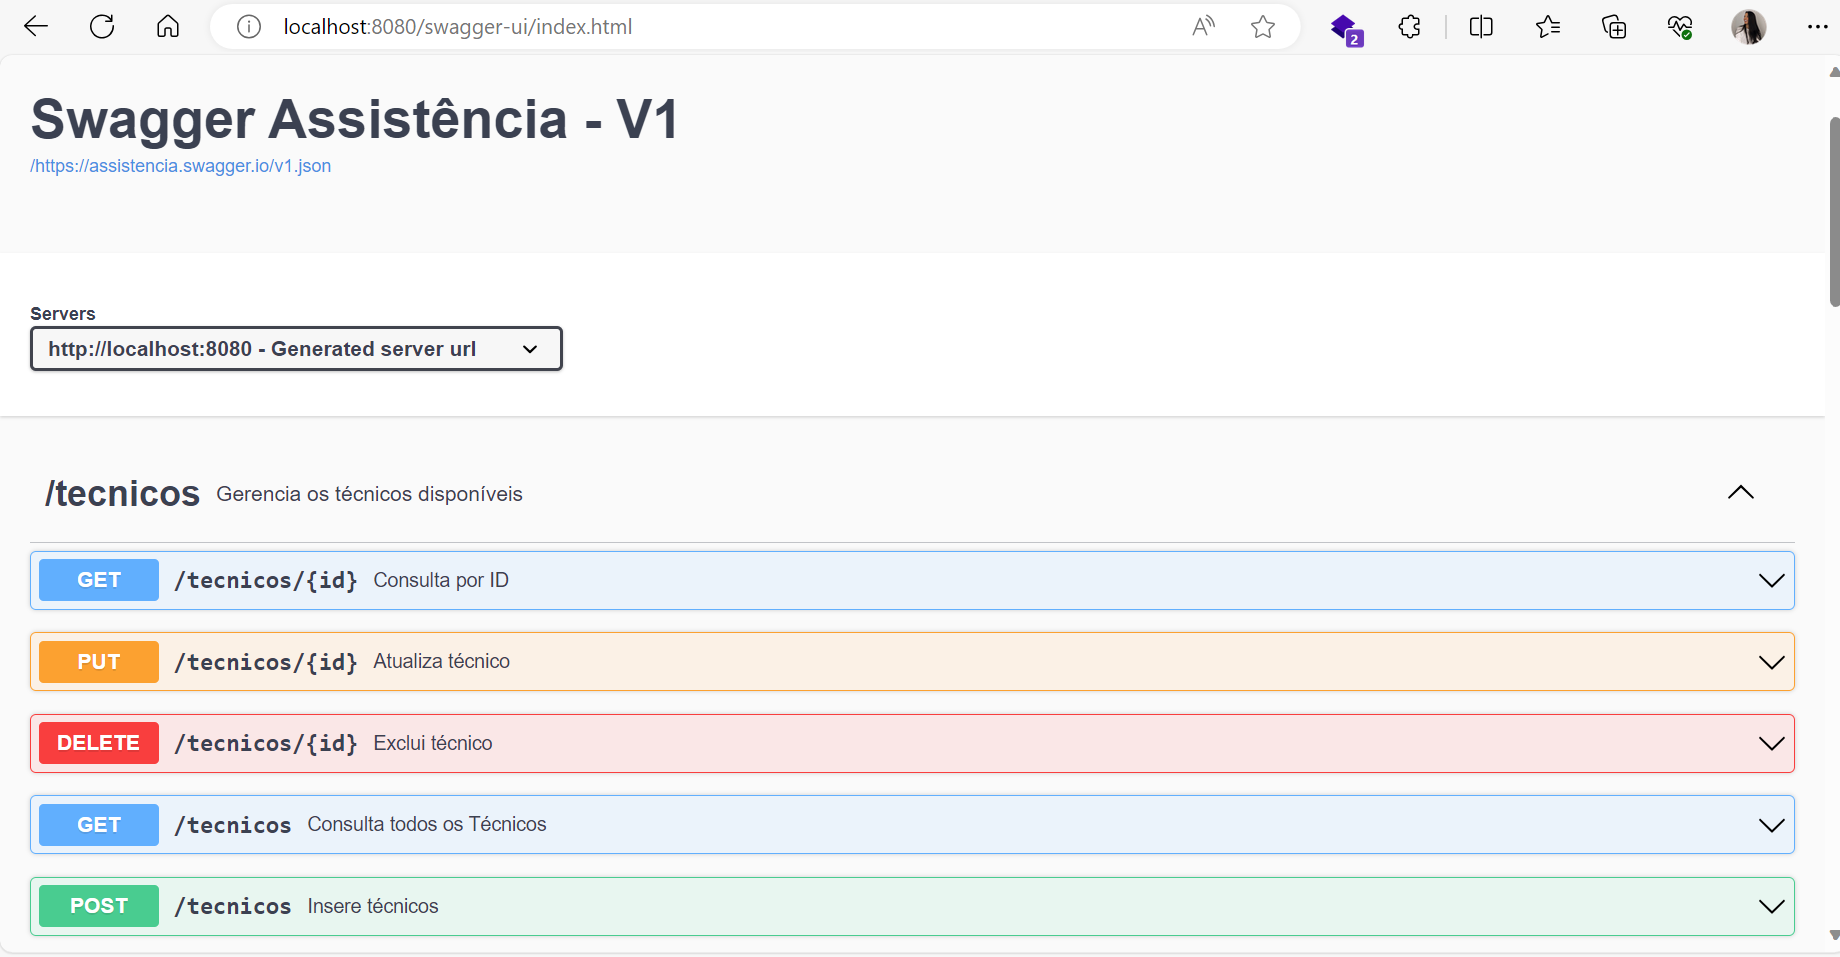 localhost:8080/swagger-ui/index.html
A
2
Swagger Assistência - V1
/https://assistencia.swagger.io/v1.json
Servers
http://localhost:8080 - Generated server url
/tecnicos Gerencia os técnicos disponíveis
GET /tecnicos/{id} Consulta por ID
PUT /tecnicos/{id} Atualiza técnico
DELETE /tecnicos/{id} Exclui técnico
GET /tecnicos Consulta todos os Técnicos
POST /tecnicos Insere técnicos